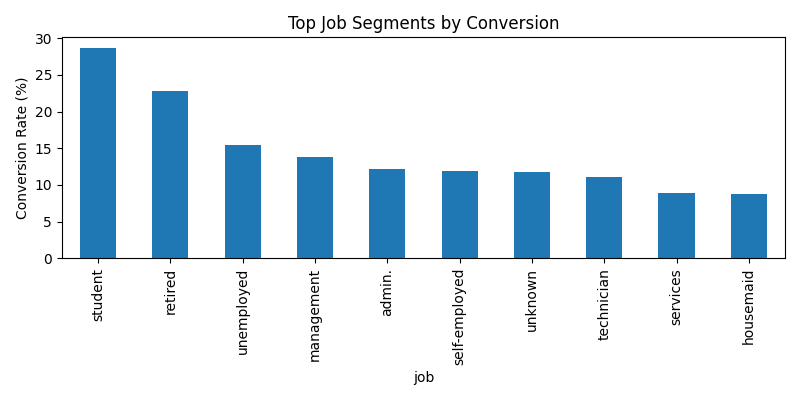 Top Job Segments by Conversion
Conversion Rate (%)
30
25
20
15
10
5
0
student
retired
unemployed
management
admin.
self-employed
unknown
technician
services
housemaid
job